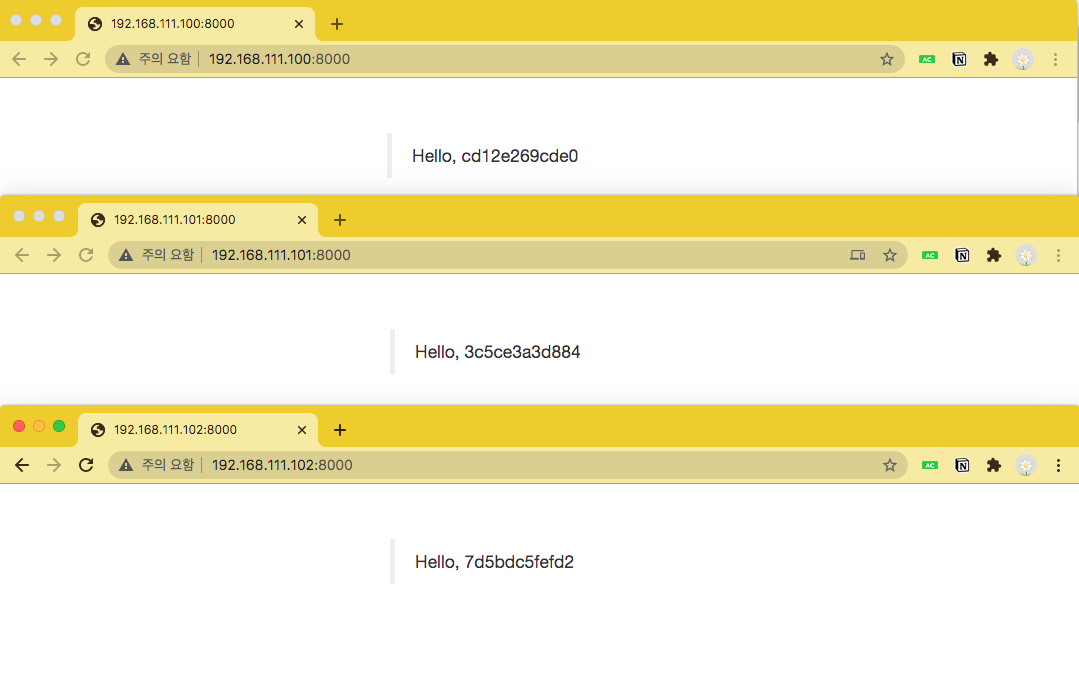 192.168.111.100:8000
주의 요함 192.168.111.100:8000
AC N
Hello, cd12e269cde0
192.168.111.101:8000
주의 요함 192.168.111.101:8000
AC N
Hello, 3c5ce3a3d884
192.168.111.102:8000
주의 요함 192.168.111.102:8000
AC N
Hello, 7d5bdc5fefd2